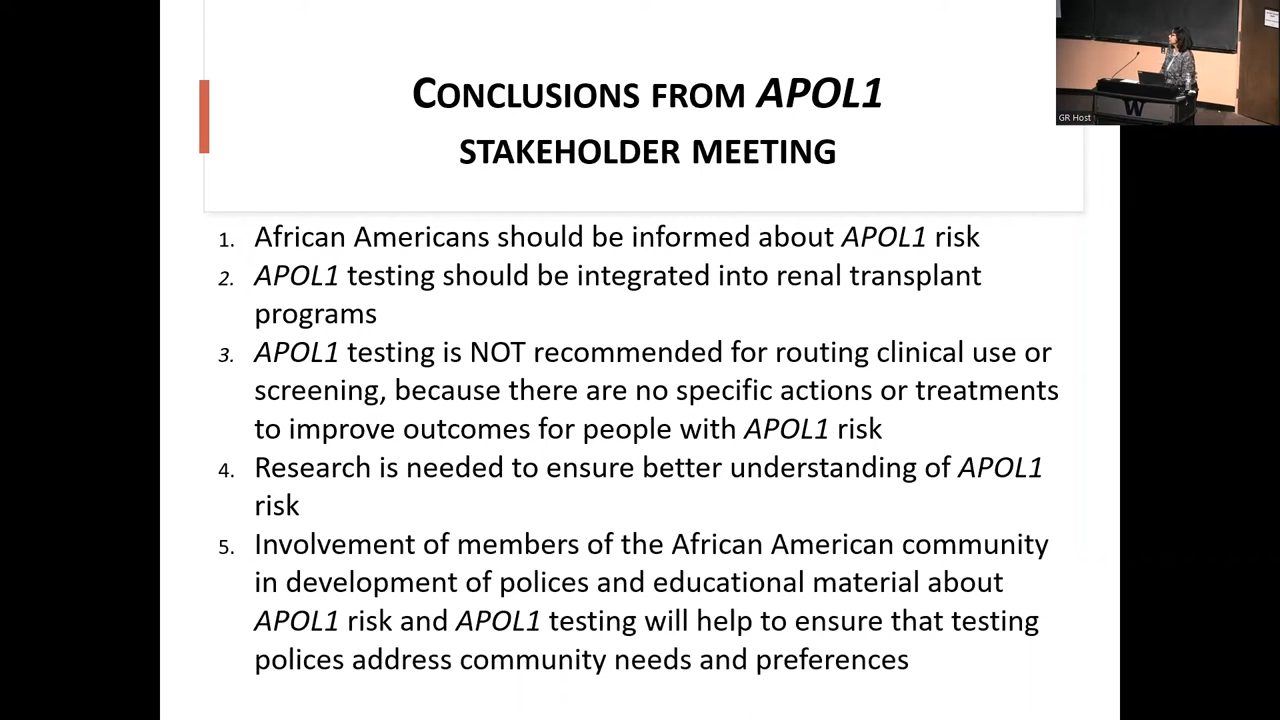 CONCLUSIONS FROM APOL1
STAKEHOLDER MEETING
GR Host
W
1. African Americans should be informed about APOL1 risk
2. APOL1 testing should be integrated into renal transplant
programs
3. APOL1 testing is NOT recommended for routing clinical use or
screening, because there are no specific actions or treatments
to improve outcomes for people with APOL1 risk
4. Research is needed to ensure better understanding of APOL1
risk
5. Involvement of members of the African American community
in development of polices and educational material about
APOL1 risk and APOL1 testing will help to ensure that testing
polices address community needs and preferences